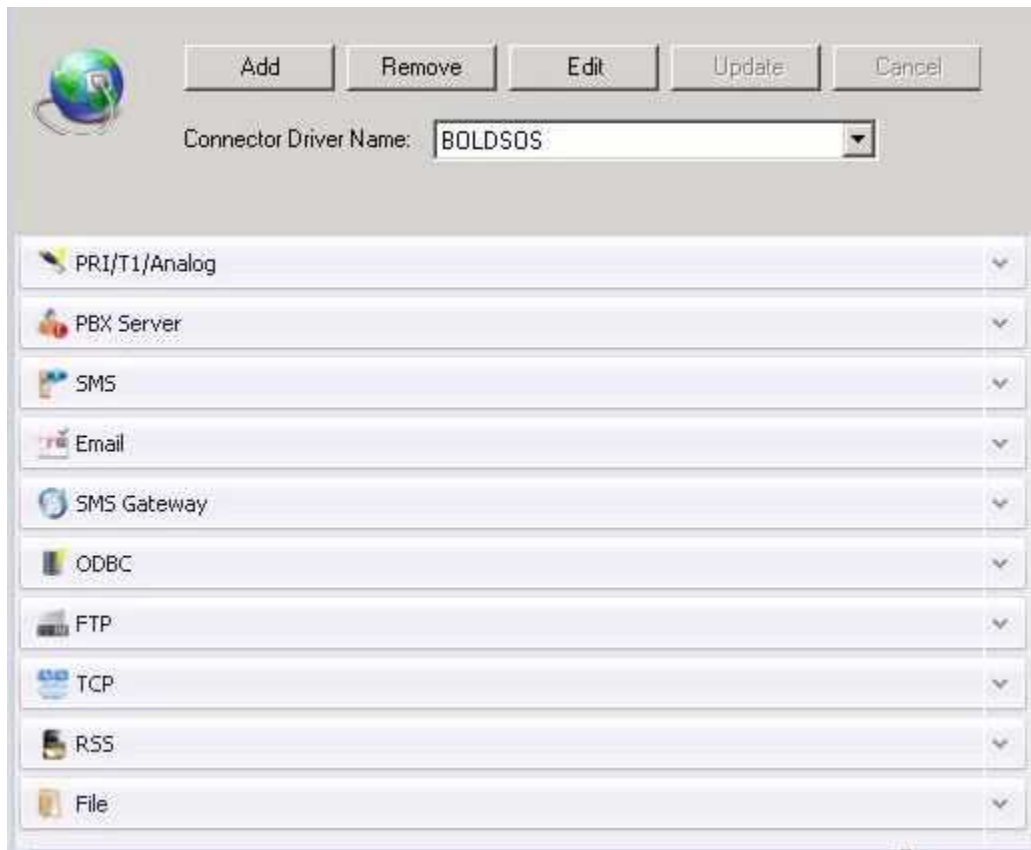 Add Remove Edit Update Cancel
Connector Driver Name: BOLDSOS
PRI/T1/Analog
PBX Server
SMS
Email
SMS Gateway
ODBC
FTP
TCP
RSS
File